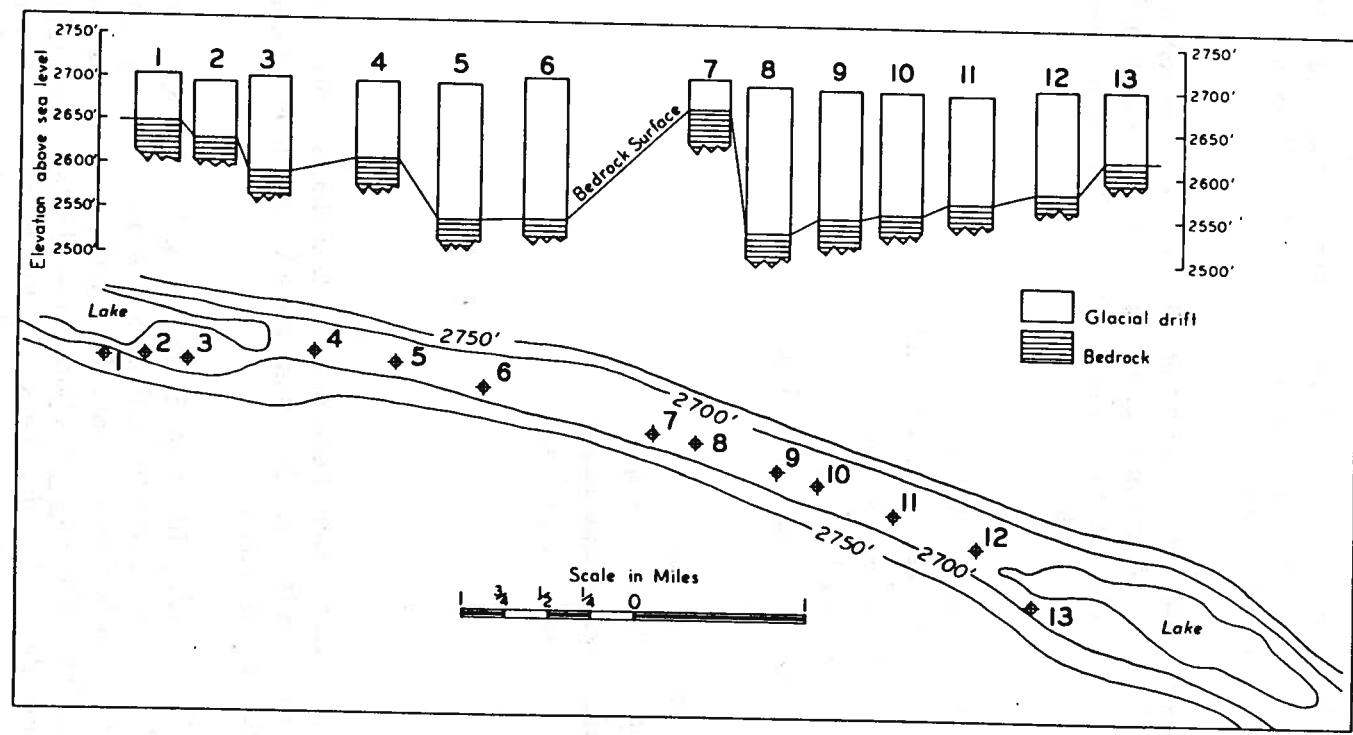 2750'
2700'
2650'
2600'
2550'
2500'
Elevation above sea level
1 2 3 4 5 6 7 8 9 10 11 12 13
Bedrock Surface
2750'
2700'
2650'
2600'
2550'
2500'
Glacial drift
Bedrock
Lake
1 2 3 4 5 6 7 8 9 10 11 12 13
2750'
2700'
2750'
2700'
Lake
Scale in Miles
1 3/4 1/2 1/4 0 1